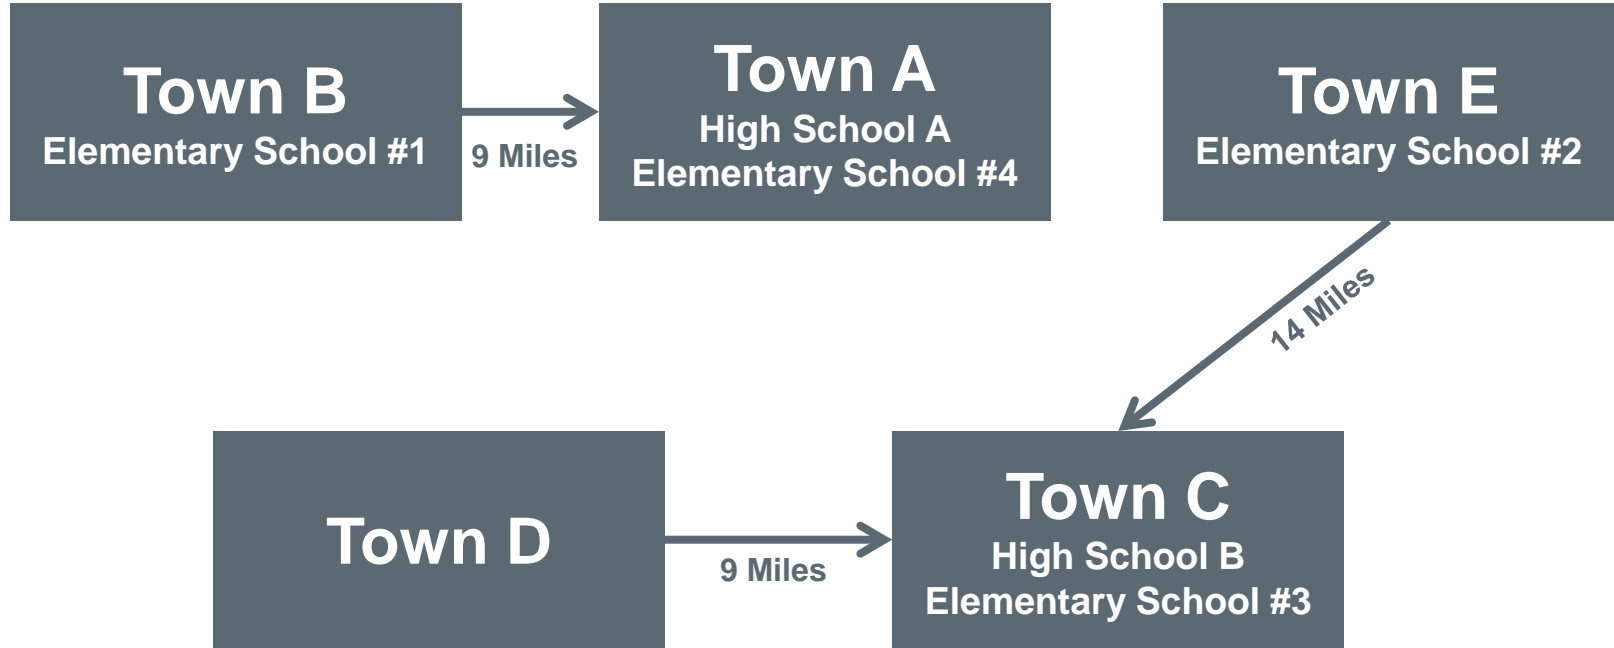 Town B
Elementary School #1
9 Miles
Town A
High School A
Elementary School #4
Town E
Elementary School #2
14 Miles
Town D
9 Miles
Town C
High School B
Elementary School #3